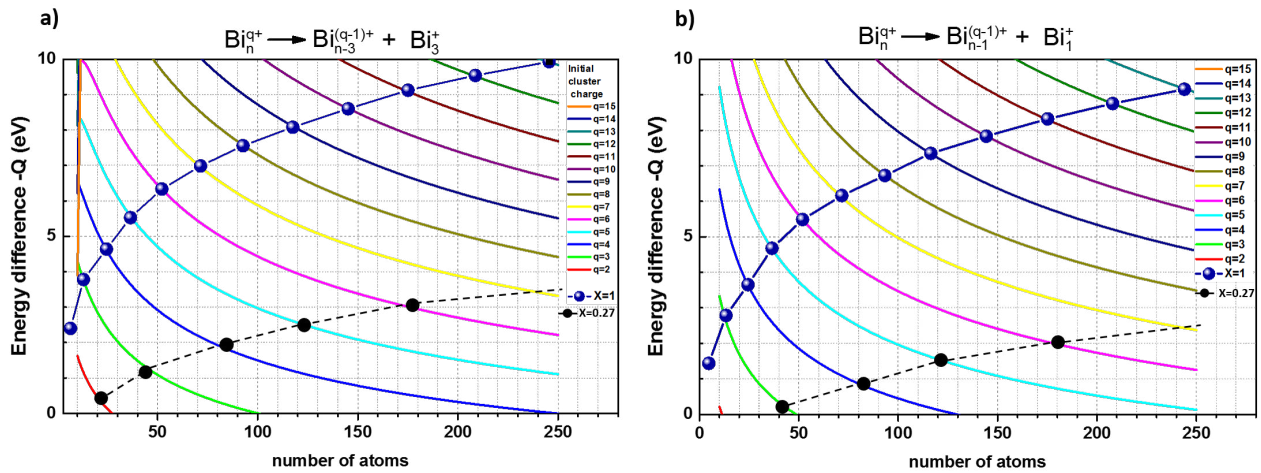 a)
Bi_n^{q+} → Bi_{n-3}^{(q-1)+} + Bi_3^+
Energy difference -Q (eV)
10
5
0
50
100
150
200
250
number of atoms
Initial
cluster
charge
q=15
q=14
q=13
q=12
q=11
q=10
q=9
q=8
q=7
q=6
q=5
q=4
q=3
q=2
X=1
X=0.27
b)
Bi_n^{q+} → Bi_{n-1}^{(q-1)+} + Bi_1^+
Energy difference -Q (eV)
10
5
0
0
50
100
150
200
250
number of atoms
q=15
q=14
q=13
q=12
q=11
q=10
q=9
q=8
q=7
q=6
q=5
q=4
q=3
q=2
X=1
X=0.27